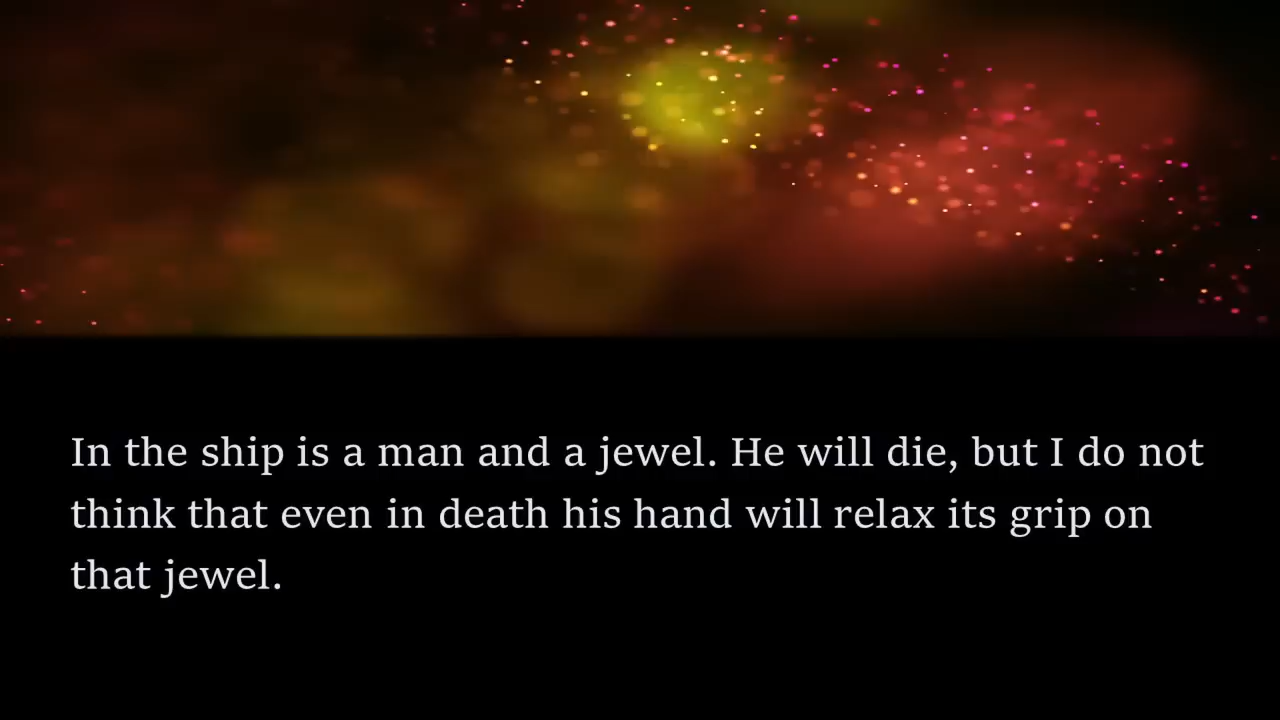 In the ship is a man and a jewel. He will die, but I do not
think that even in death his hand will relax its grip on
that jewel.